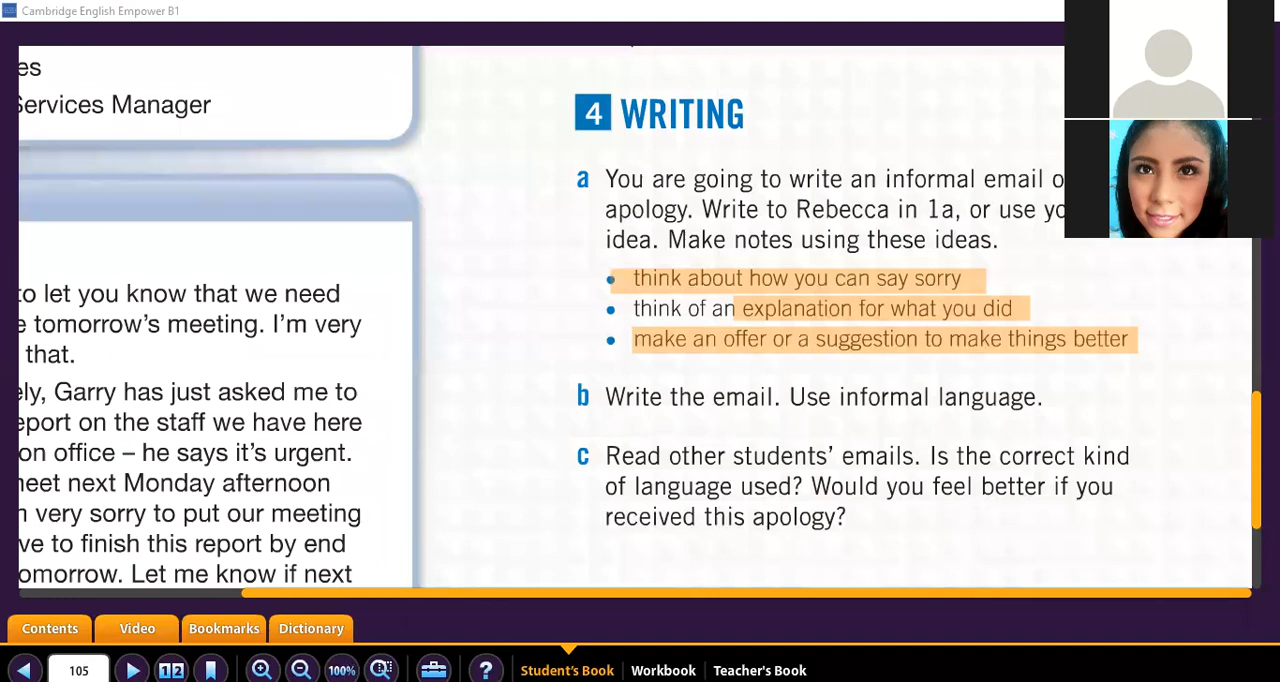 Cambridge English Empower B1
es
Services Manager
to let you know that we need
e tomorrow's meeting. I'm very
that.
ely, Garry has just asked me to
eport on the staff we have here
on office – he says it's urgent.
neet next Monday afternoon
n very sorry to put our meeting
ve to finish this report by end
omorrow. Let me know if next
4 WRITING
a You are going to write an informal email o
apology. Write to Rebecca in 1a, or use yo
idea. Make notes using these ideas.
• think about how you can say sorry
• think of an explanation for what you did
• make an offer or a suggestion to make things better
b Write the email. Use informal language.
c Read other students' emails. Is the correct kind
of language used? Would you feel better if you
received this apology?
Contents Video Bookmarks Dictionary
105 12 100% ? Student's Book Workbook Teacher's Book